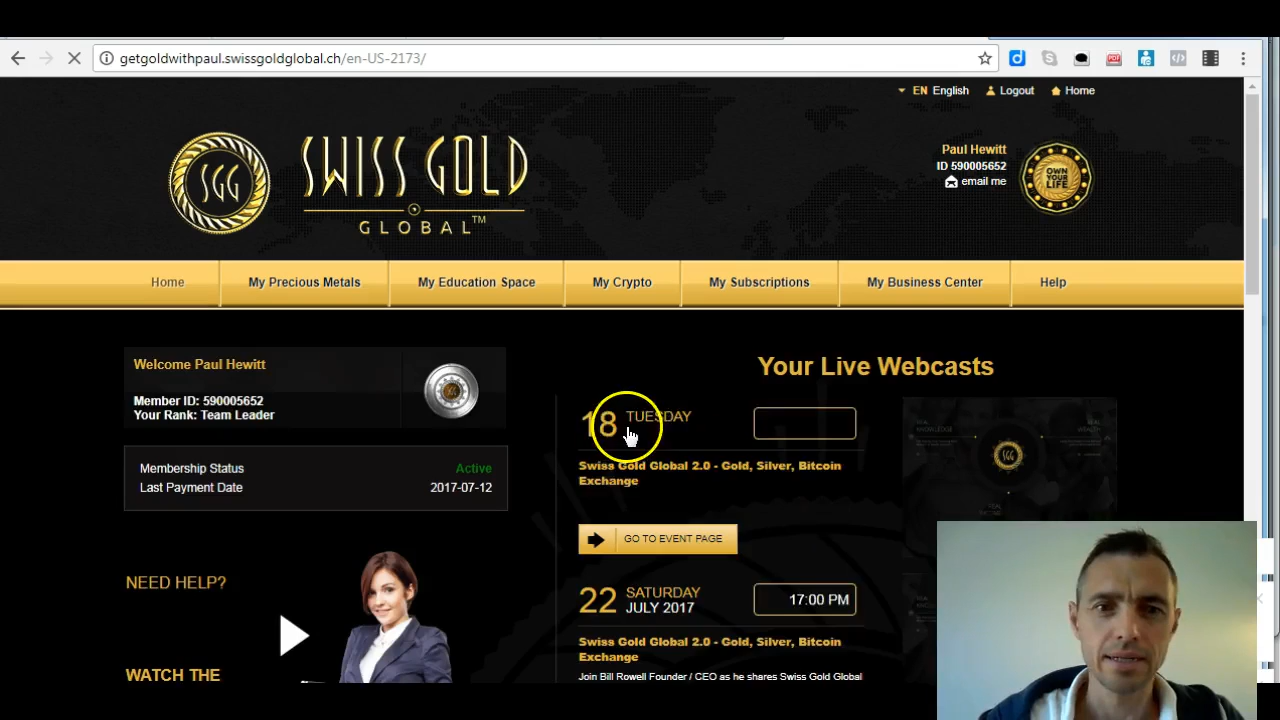 getgoldwithpaul.swissgoldglobal.ch/en-US-2173/
EN English Logout Home
SGG
SWISS GOLD
GLOBAL™
Paul Hewitt
ID 590005652
email me
OWN
YOUR
LIFE
Home My Precious Metals My Education Space My Crypto My Subscriptions My Business Center Help
Welcome Paul Hewitt
Member ID: 590005652
Your Rank: Team Leader
Membership Status Active
Last Payment Date 2017-07-12
NEED HELP?
WATCH THE
Your Live Webcasts
18 TUESDAY
Swiss Gold Global 2.0 - Gold, Silver, Bitcoin
Exchange
GO TO EVENT PAGE
22 SATURDAY
JULY 2017
17:00 PM
Swiss Gold Global 2.0 - Gold, Silver, Bitcoin
Exchange
Join Bill Rowell Founder / CEO as he shares Swiss Gold Global
SGG